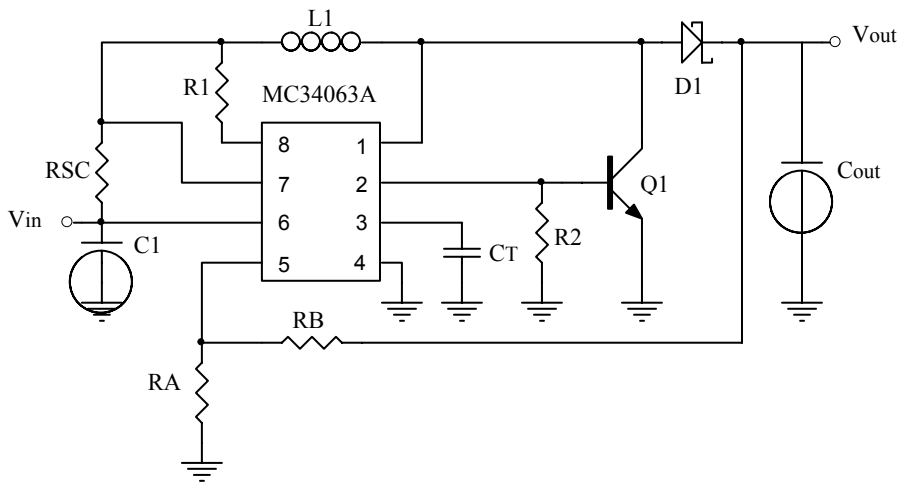 L1
Vout
R1
MC34063A
D1
8
1
RSC
7
2
Q1
Cout
Vin
6
3
C1
R2
CT
5
4
RB
RA